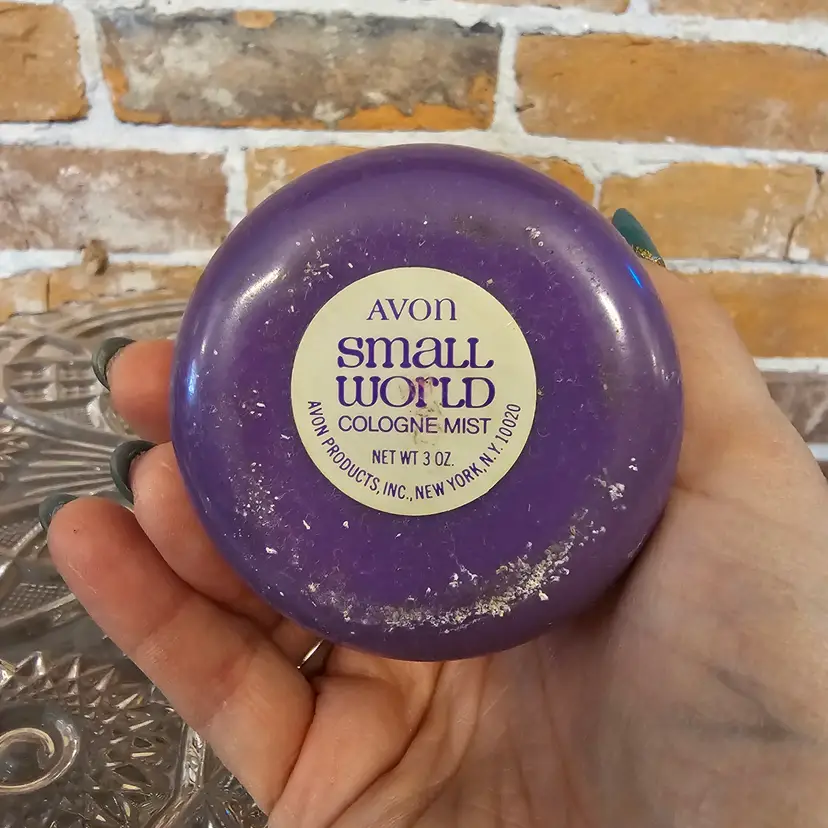 AVON
small
world
COLOGNE MIST
NET WT 3 OZ.
AVON PRODUCTS, INC., NEW YORK, N.Y. 10020